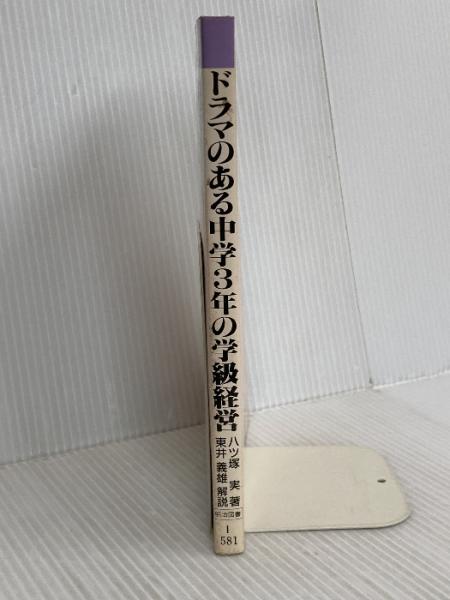 ドラマのある中学3年の学級経営
八ツ塚 実 著
東井 義雄 解説
明治図書
I
581